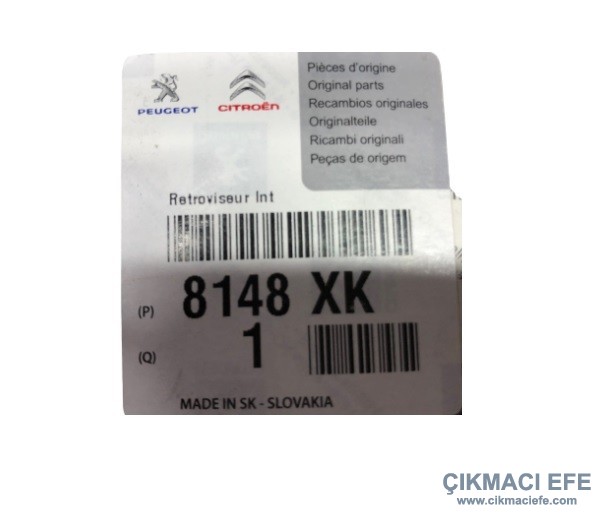 PEUGEOT
CITROËN
Pièces d'origine
Original parts
Recambios originales
Originalteile
Ricambi originali
Peças de origem
Retroviseur Int
(P) 8148 XK
(Q) 1
MADE IN SK - SLOVAKIA
ÇIKMACI EFE
www.cikmaciefe.com